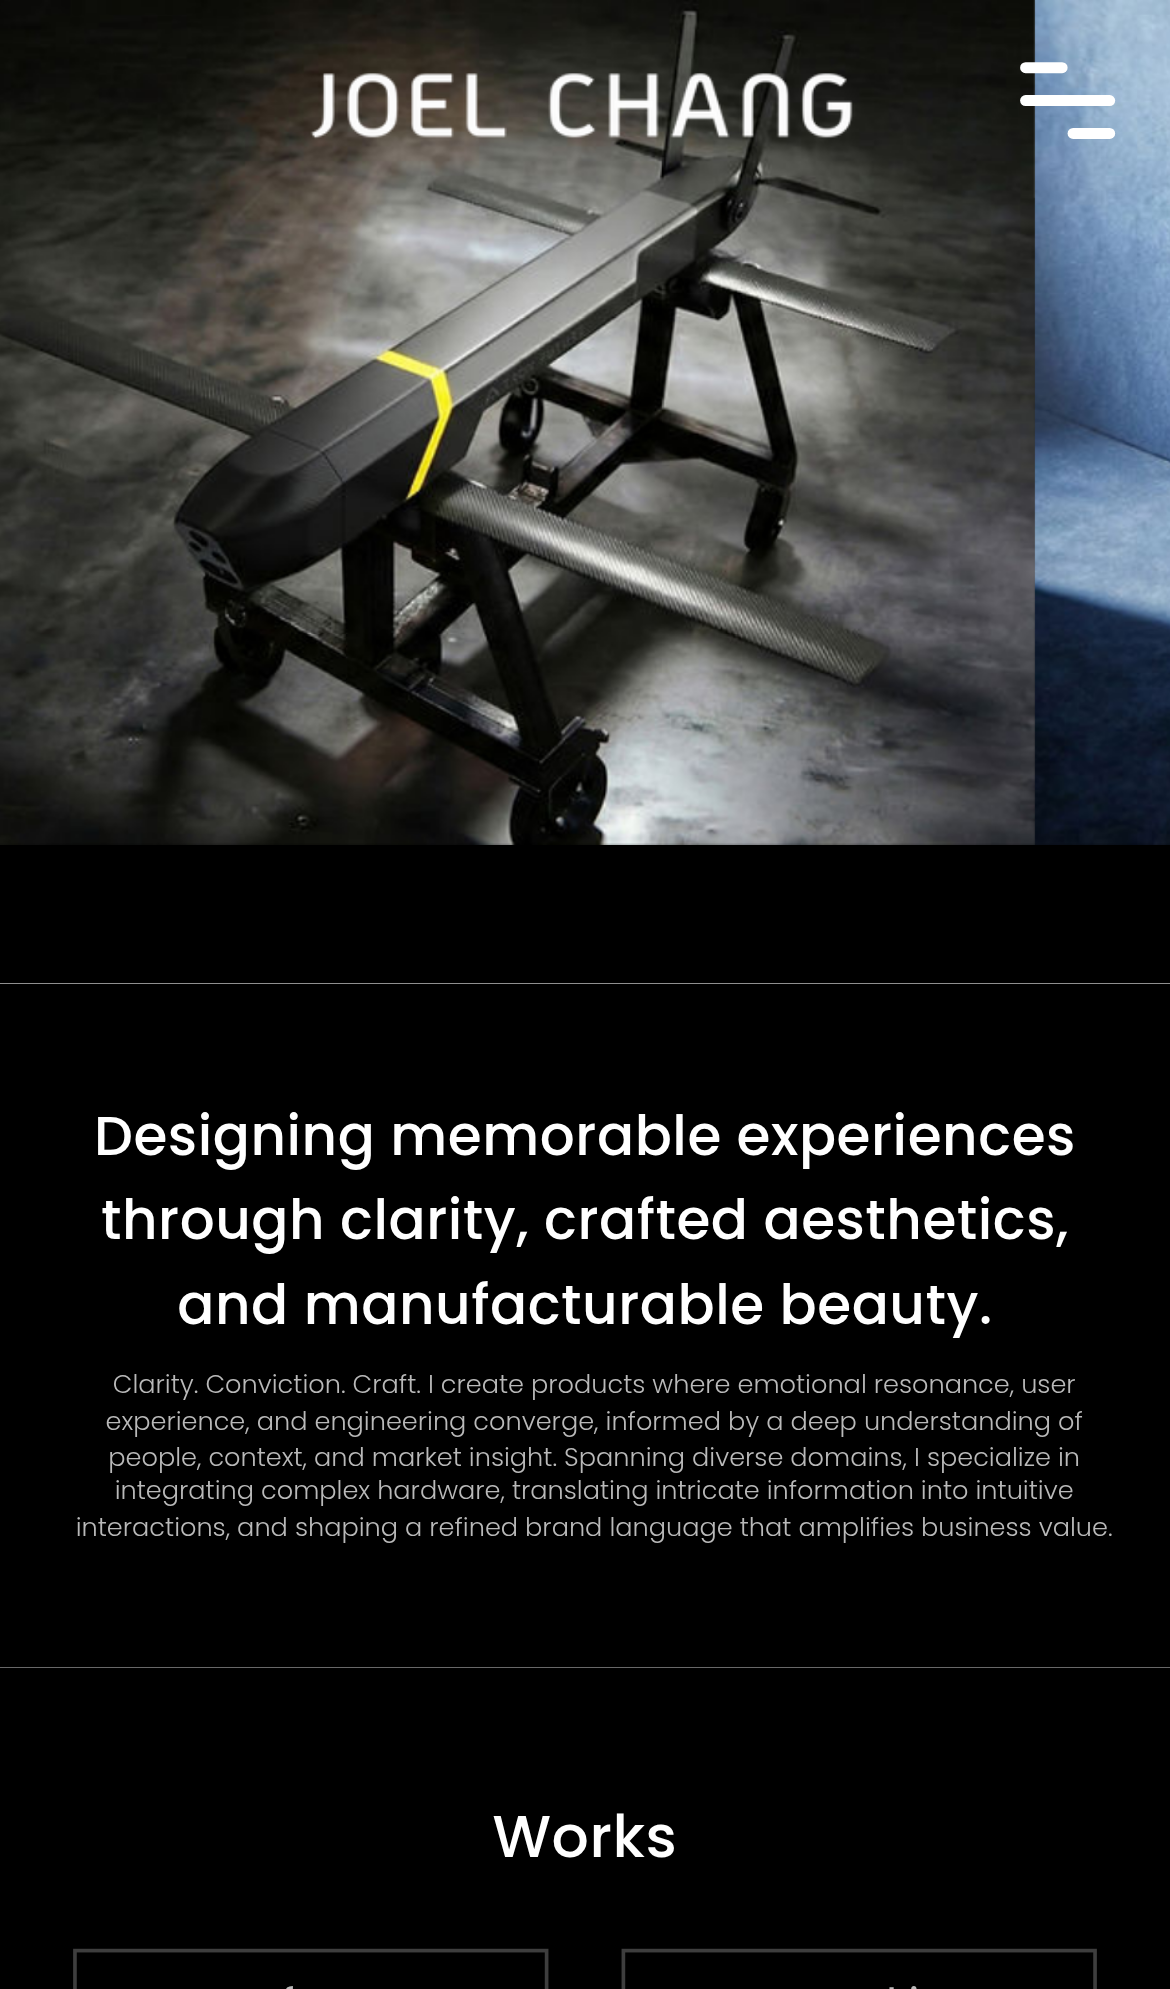 JOEL CHANG
Designing memorable experiences
through clarity, crafted aesthetics,
and manufacturable beauty.
Clarity. Conviction. Craft. I create products where emotional resonance, user
experience, and engineering converge, informed by a deep understanding of
people, context, and market insight. Spanning diverse domains, I specialize in
integrating complex hardware, translating intricate information into intuitive
interactions, and shaping a refined brand language that amplifies business value.
Works